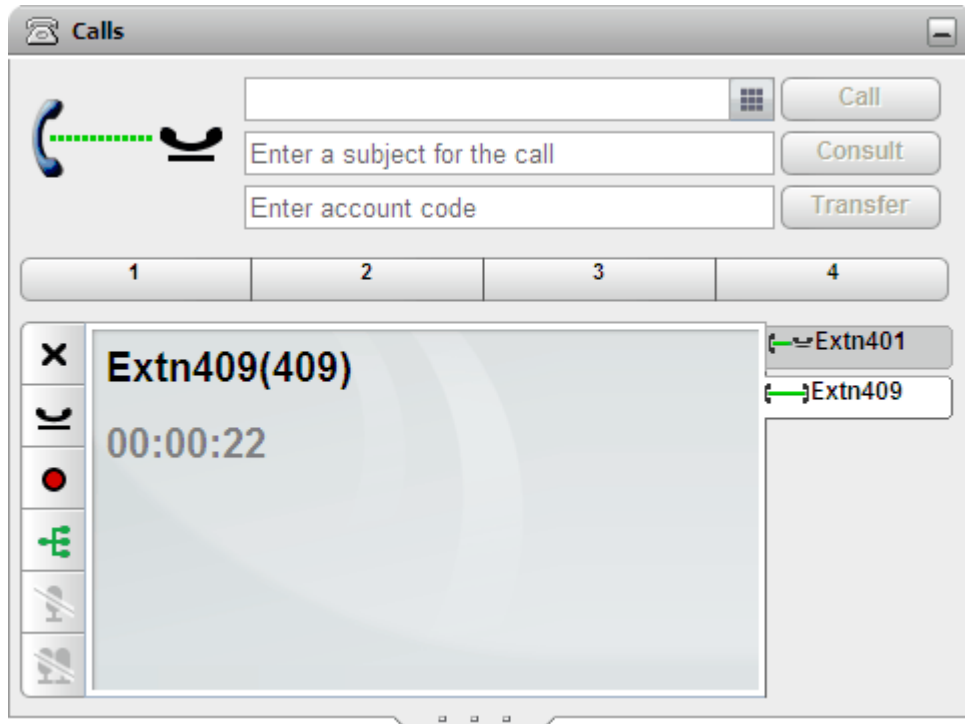 Calls
Call
Enter a subject for the call
Consult
Enter account code
Transfer
1 2 3 4
Extn409(409)
00:00:22
Extn401
Extn409